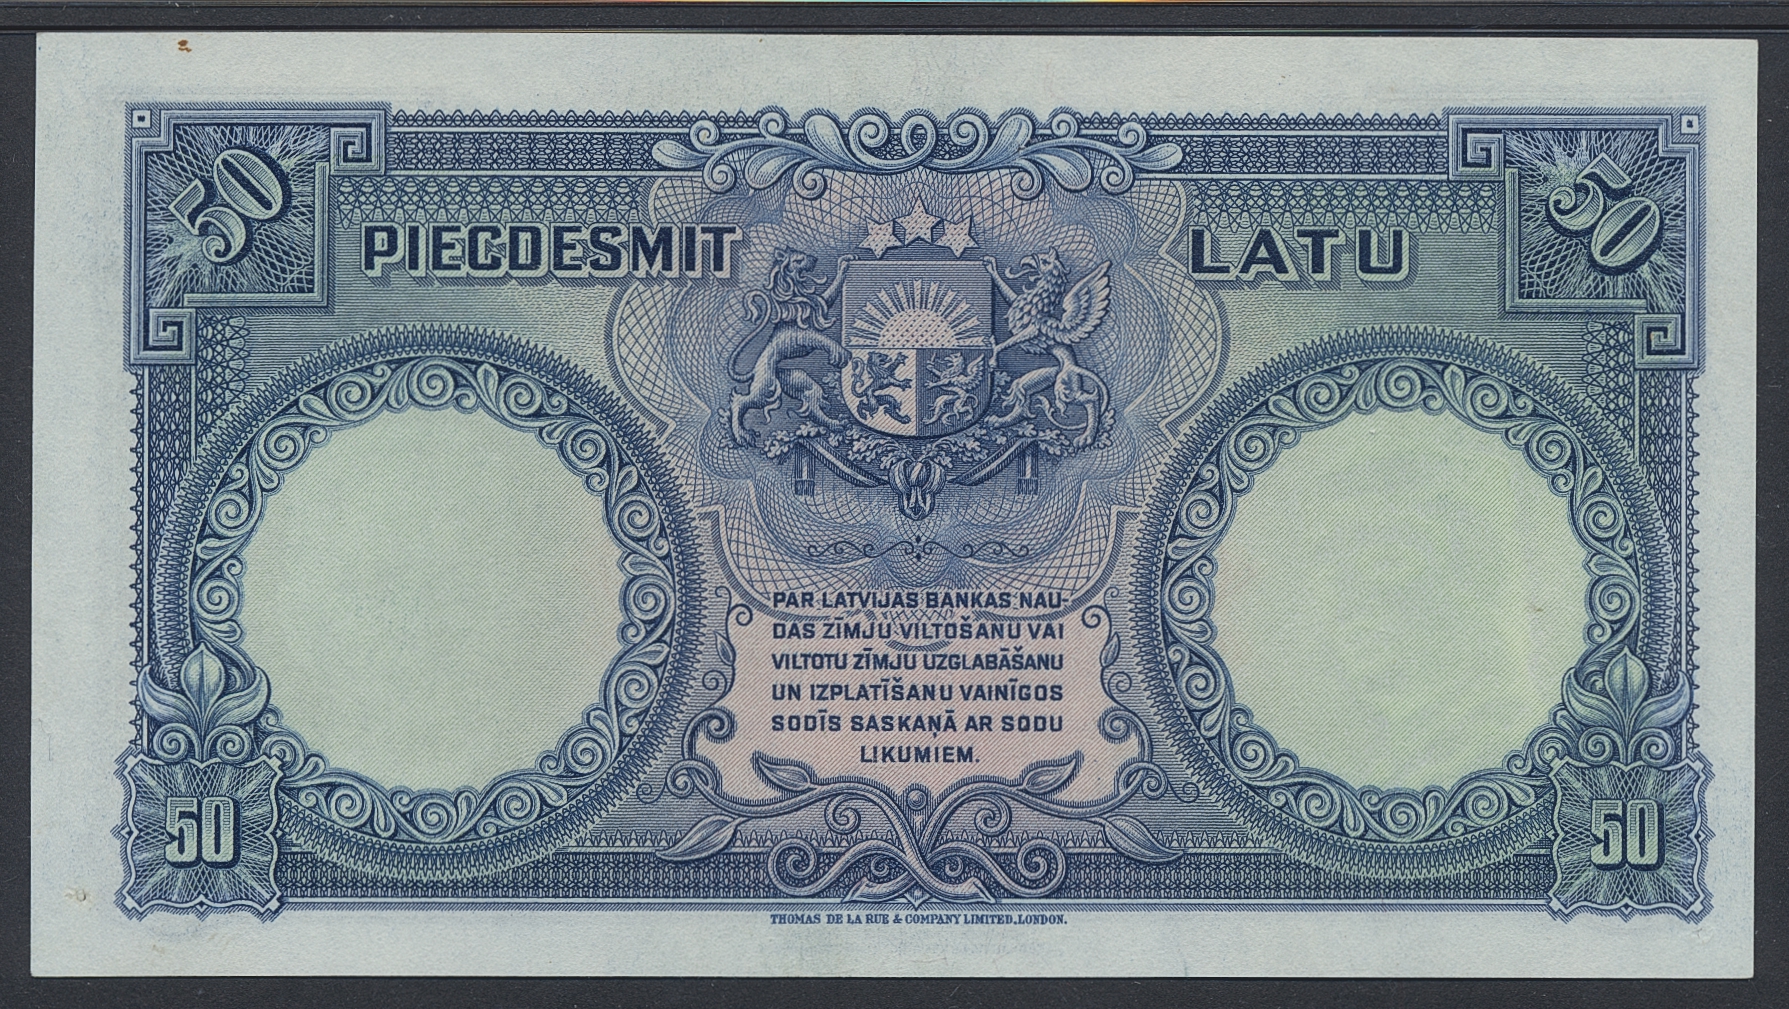 50 50
PIECDESMIT LATU
PAR LATVIJAS BANKAS NAU-
DAS ZĪMJU VILTOŠANU VAI
VILTOTU ZĪMJU UZGLABĀŠANU
UN IZPLATĪŠANU VAINĪGOS
SODĪS SASKAŅĀ AR SODU
LIKUMIEM.
50 50
THOMAS DE LA RUE & COMPANY LIMITED, LONDON.